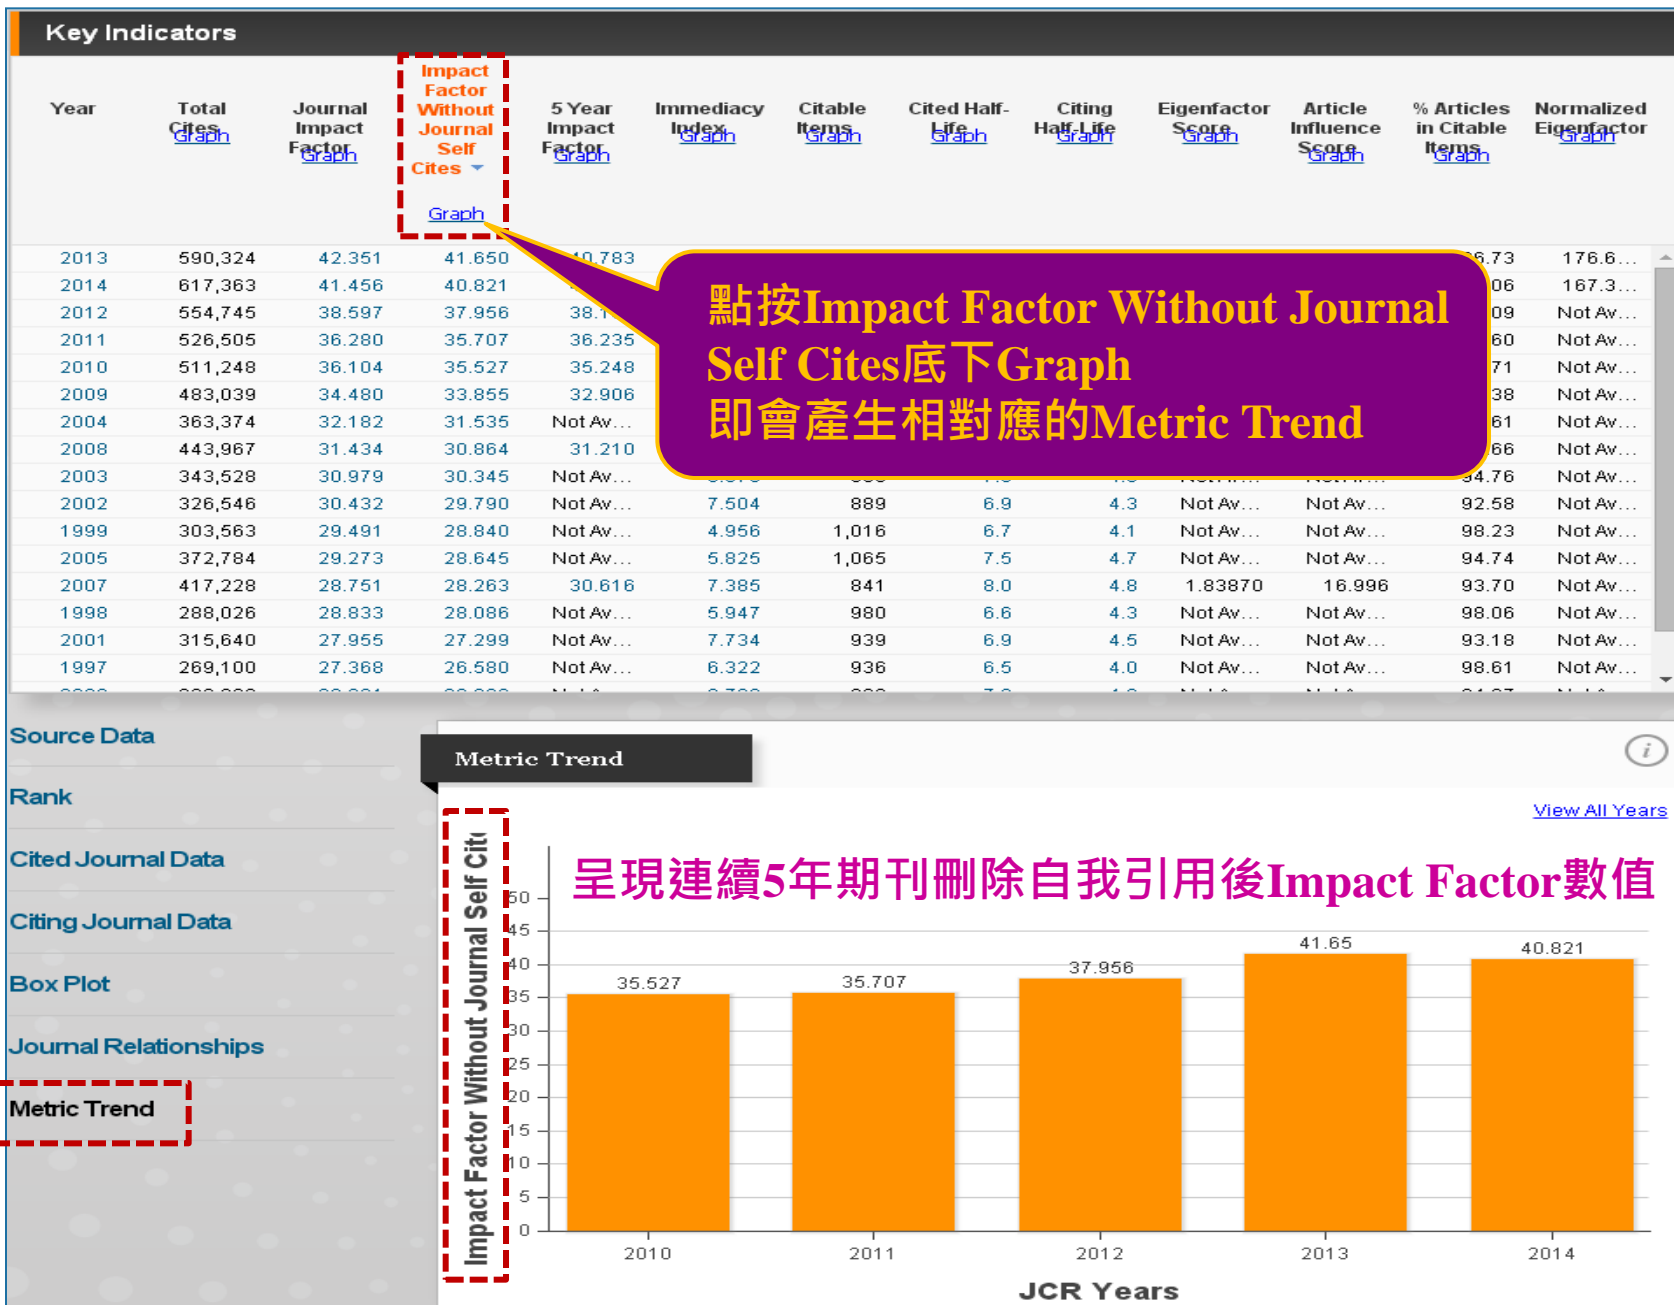 Key Indicators
Year Total Cites Graph Journal Impact Factor Graph Impact Factor Without Journal Self Cites Graph 5 Year Impact Factor Graph Immediacy Index Graph Citable Items Graph Cited Half-Life Graph Citing Half-Life Graph Eigenfactor Score Graph Article Influence Score Graph % Articles in Citable Items Graph Normalized Eigenfactor Graph
2013 590,324 42.351 41.650 176.6...
2014 617,363 41.456 40.821 167.3...
2012 554,745 38.597 37.956 Not Av...
2011 526,505 36.280 35.707 36.235 Not Av...
2010 511,248 36.104 35.527 35.248 Not Av...
2009 483,039 34.480 33.855 32.906 Not Av...
2004 363,374 32.182 31.535 Not Av... Not Av...
2008 443,967 31.434 30.864 31.210 Not Av...
2003 343,528 30.979 30.345 Not Av... 94.76 Not Av...
2002 326,546 30.432 29.790 Not Av... 7.504 889 6.9 4.3 Not Av... Not Av... 92.58 Not Av...
1999 303,563 29.491 28.840 Not Av... 4.956 1,016 6.7 4.1 Not Av... Not Av... 98.23 Not Av...
2005 372,784 29.273 28.645 Not Av... 5.825 1,065 7.5 4.7 Not Av... Not Av... 94.74 Not Av...
2007 417,228 28.751 28.263 30.616 7.385 841 8.0 4.8 1.83870 16.996 93.70 Not Av...
1998 288,026 28.833 28.086 Not Av... 5.947 980 6.6 4.3 Not Av... Not Av... 98.06 Not Av...
2001 315,640 27.955 27.299 Not Av... 7.734 939 6.9 4.5 Not Av... Not Av... 93.18 Not Av...
1997 269,100 27.368 26.580 Not Av... 6.322 936 6.5 4.0 Not Av... Not Av... 98.61 Not Av...
點按Impact Factor Without Journal
Self Cites底下Graph
即會產生相對應的Metric Trend
Source Data
Rank
Cited Journal Data
Citing Journal Data
Box Plot
Journal Relationships
Metric Trend
Metric Trend
View All Years
呈現連續5年期刊刪除自我引用後Impact Factor數值
Impact Factor Without Journal Self
50
45
40
35
30
25
20
15
10
5
0
35.527 35.707 37.956 41.65 40.821
2010 2011 2012 2013 2014
JCR Years